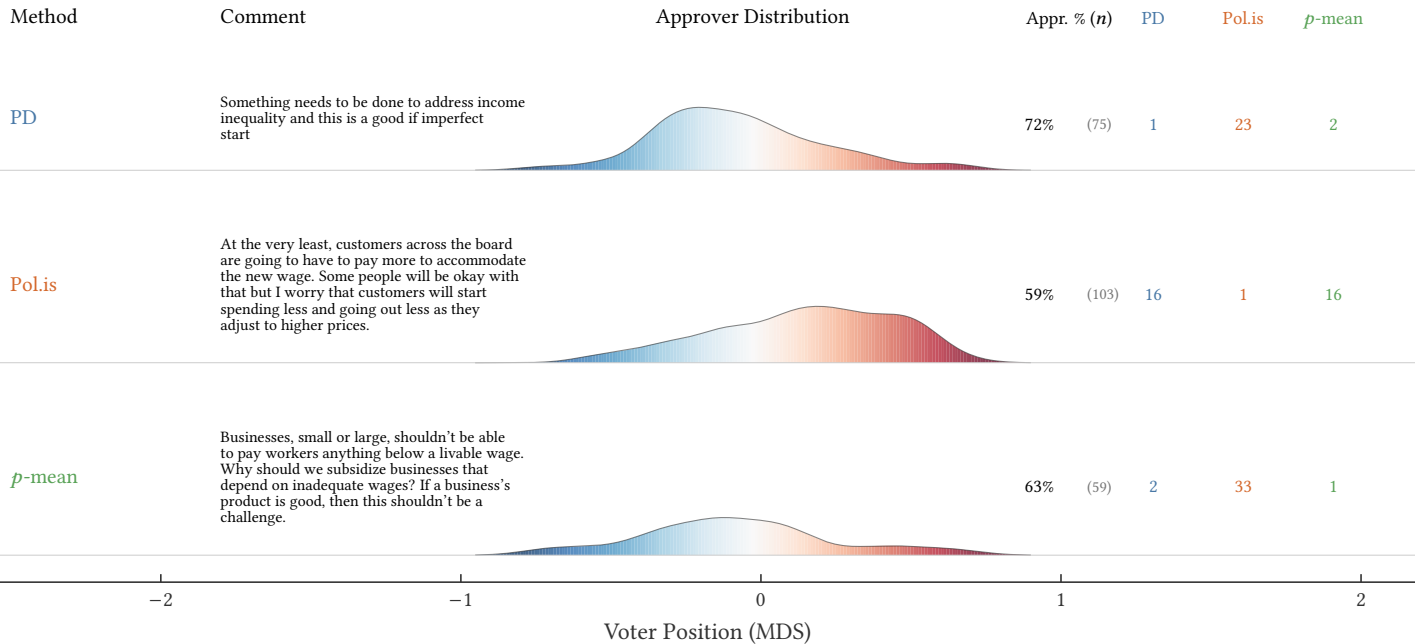 Method Comment Approver Distribution Appr. % (n) PD Pol.is p-mean
PD
Something needs to be done to address income
inequality and this is a good if imperfect
start
72% (75) 1 23 2
Pol.is
At the very least, customers across the board
are going to have to pay more to accommodate
the new wage. Some people will be okay with
that but I worry that customers will start
spending less and going out less as they
adjust to higher prices.
59% (103) 16 1 16
p-mean
Businesses, small or large, shouldn’t be able
to pay workers anything below a livable wage.
Why should we subsidize businesses that
depend on inadequate wages? If a business’s
product is good, then this shouldn’t be a
challenge.
63% (59) 2 33 1
−2 −1 0 1 2
Voter Position (MDS)